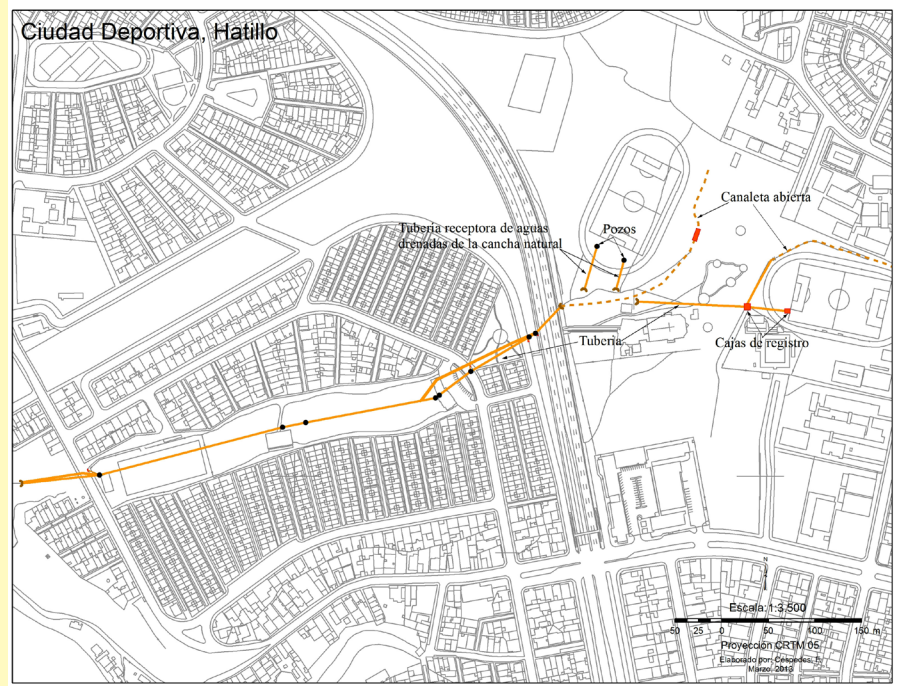 Ciudad Deportiva, Hatillo
Canaleta abierta
Tubería receptora de aguas
drenadas de la cancha natural
Pozos
Tubería
Cajas de registro
N
Escala: 1:3,500
50 25 0 50 100 150 m
Proyección CRTM 05
Elaborado por: Céspedes, F.
Marzo, 2013